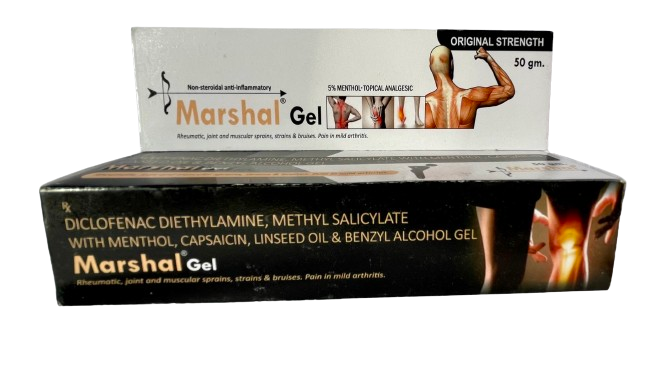 ORIGINAL STRENGTH
50 gm.
Non-steroidal anti-inflammatory
5% MENTHOL-TOPICAL ANALGESIC
Marshal® Gel
Rheumatic, joint and muscular sprains, strains & bruises. Pain in mild arthritis.
Rx
DICLOFENAC DIETHYLAMINE, METHYL SALICYLATE
WITH MENTHOL, CAPSAICIN, LINSEED OIL & BENZYL ALCOHOL GEL
Marshal® Gel
Rheumatic, joint and muscular sprains, strains & bruises. Pain in mild arthritis.